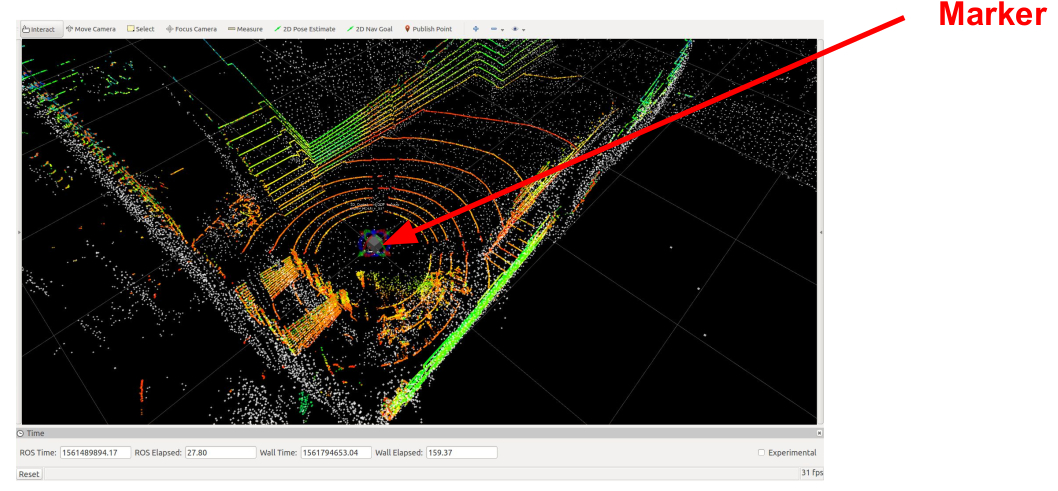 Marker
Interact Move Camera Select Focus Camera Measure 2D Pose Estimate 2D Nav Goal Publish Point
Time
ROS Time: 1561489894.17 ROS Elapsed: 27.80 Wall Time: 1561794653.04 Wall Elapsed: 159.37 Experimental
Reset 31 fps